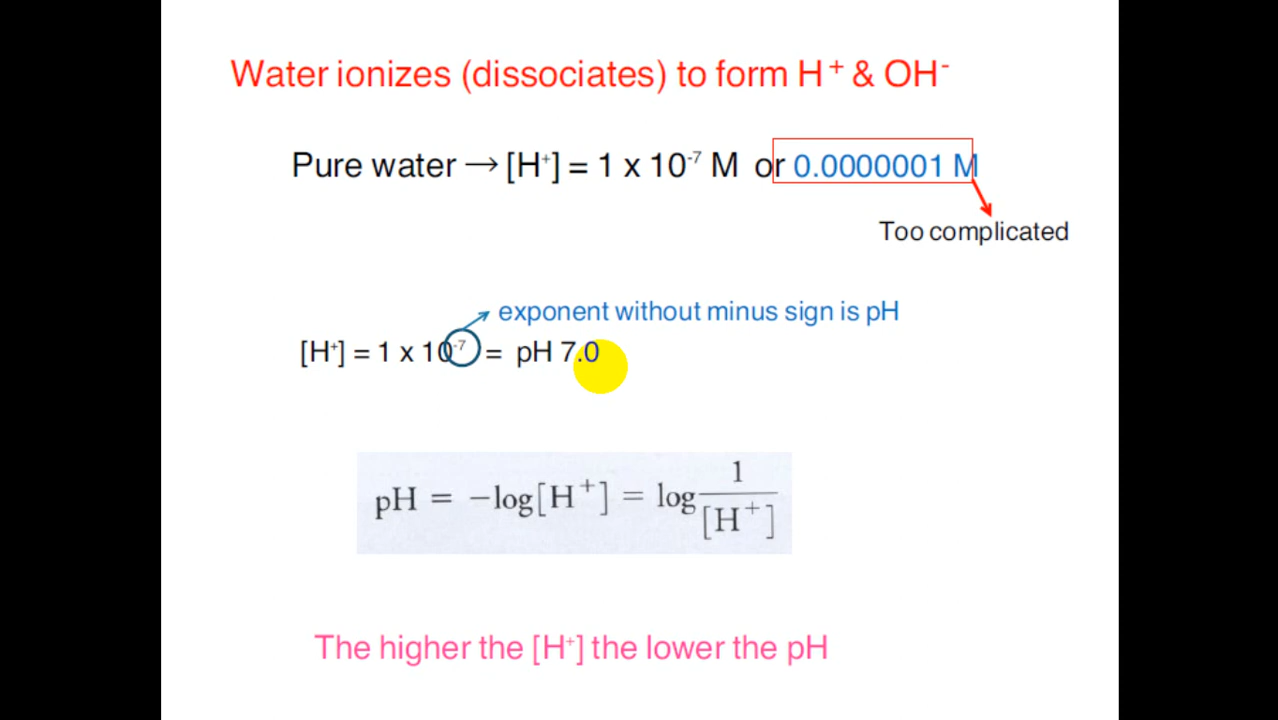 Water ionizes (dissociates) to form H⁺ & OH⁻
Pure water → [H⁺] = 1 x 10⁻⁷ M or 0.0000001 M
Too complicated
exponent without minus sign is pH
[H⁺] = 1 x 10⁻⁷ = pH 7.0
pH = −log[H⁺] = log 1/[H⁺]
The higher the [H⁺] the lower the pH